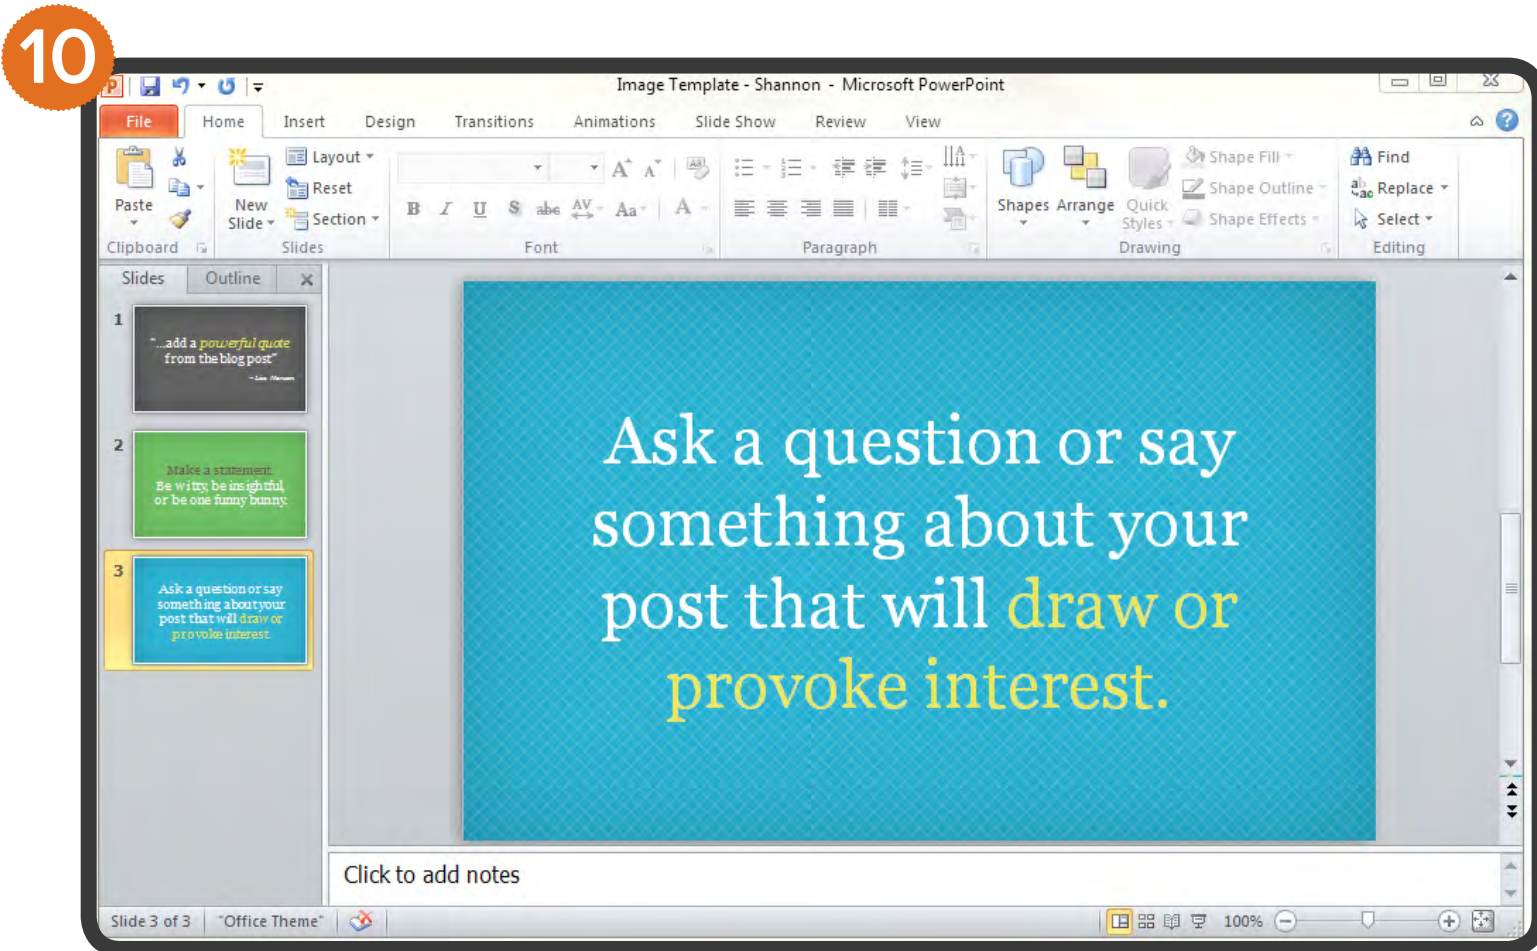 10
Image Template - Shannon - Microsoft PowerPoint
File Home Insert Design Transitions Animations Slide Show Review View
Paste
Clipboard
New Slide
Layout
Reset
Section
Slides
B I U S abc AV Aa A
Font
Paragraph
Shapes Arrange Quick Styles
Shape Fill
Shape Outline
Shape Effects
Drawing
Find
Replace
Select
Editing
Slides Outline
1
"...add a powerful quote
from the blog post"
2
Make a statement.
Be witty, be insightful,
or be one funny bunny.
3
Ask a question or say
something about your
post that will draw or
provoke interest.
Ask a question or say
something about your
post that will draw or
provoke interest.
Click to add notes
Slide 3 of 3 "Office Theme" 100%